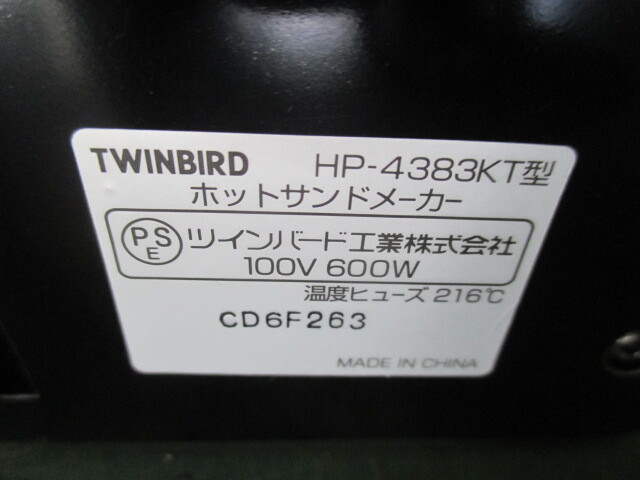 TWINBIRD HP-4383KT型
ホットサンドメーカー
PSE ツインバード工業株式会社
100V 600W
温度ヒューズ 216℃
CD6F263
MADE IN CHINA